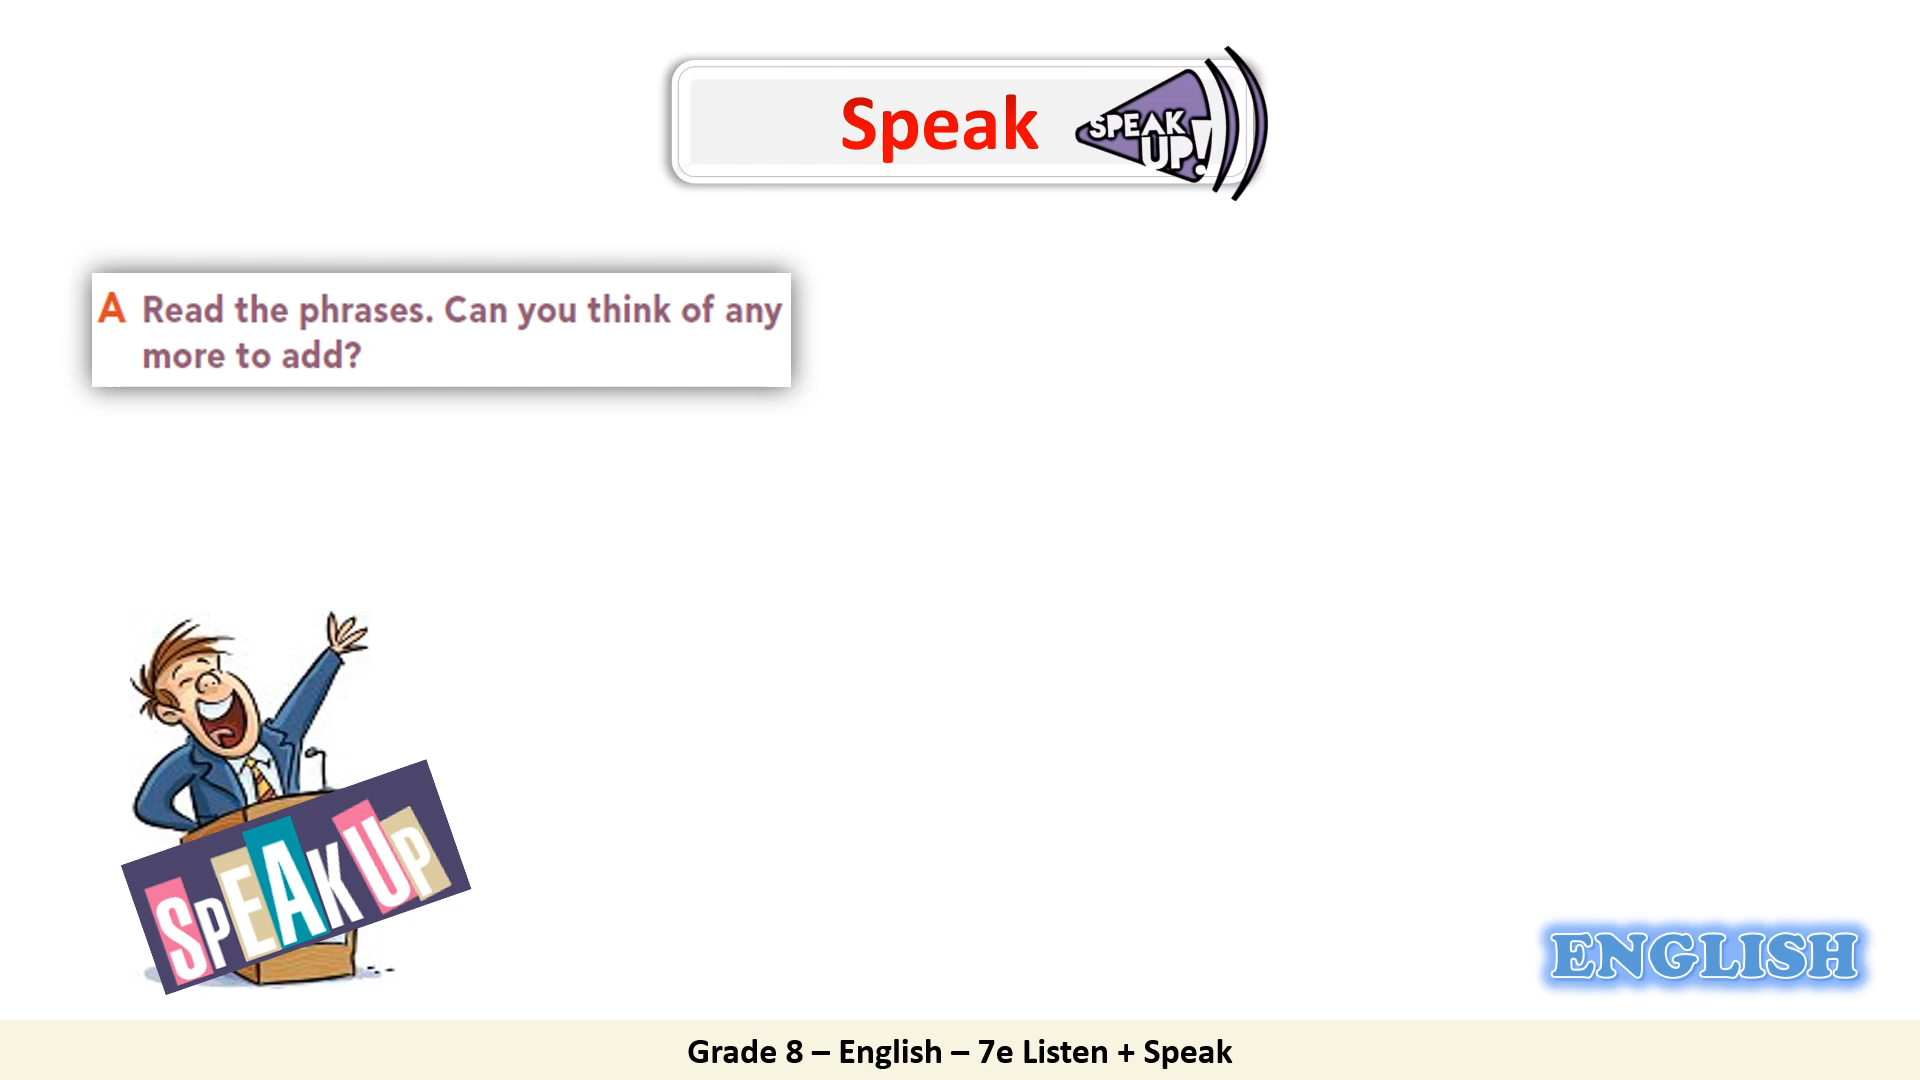 Speak
SPEAK
UP!
A Read the phrases. Can you think of any
more to add?
SPEAK UP
ENGLISH
Grade 8 – English – 7e Listen + Speak